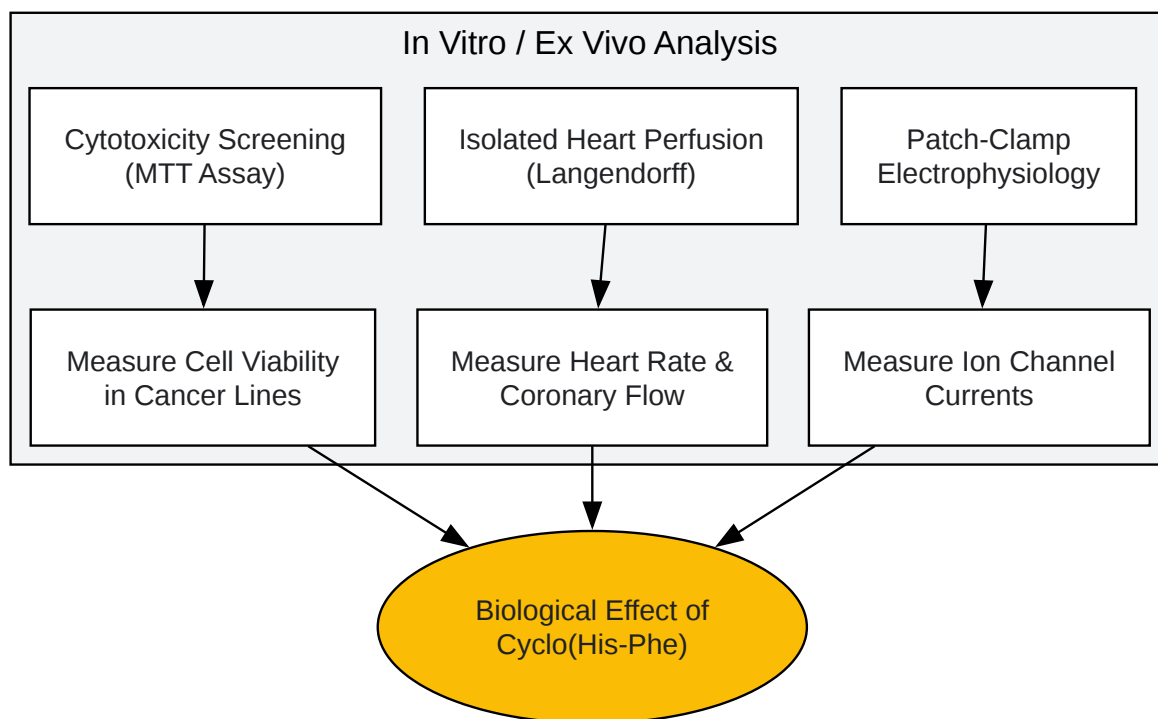 In Vitro / Ex Vivo Analysis
Cytotoxicity Screening
(MTT Assay)
Isolated Heart Perfusion
(Langendorff)
Patch-Clamp
Electrophysiology
Measure Cell Viability
in Cancer Lines
Measure Heart Rate &
Coronary Flow
Measure Ion Channel
Currents
Biological Effect of
Cyclo(His-Phe)